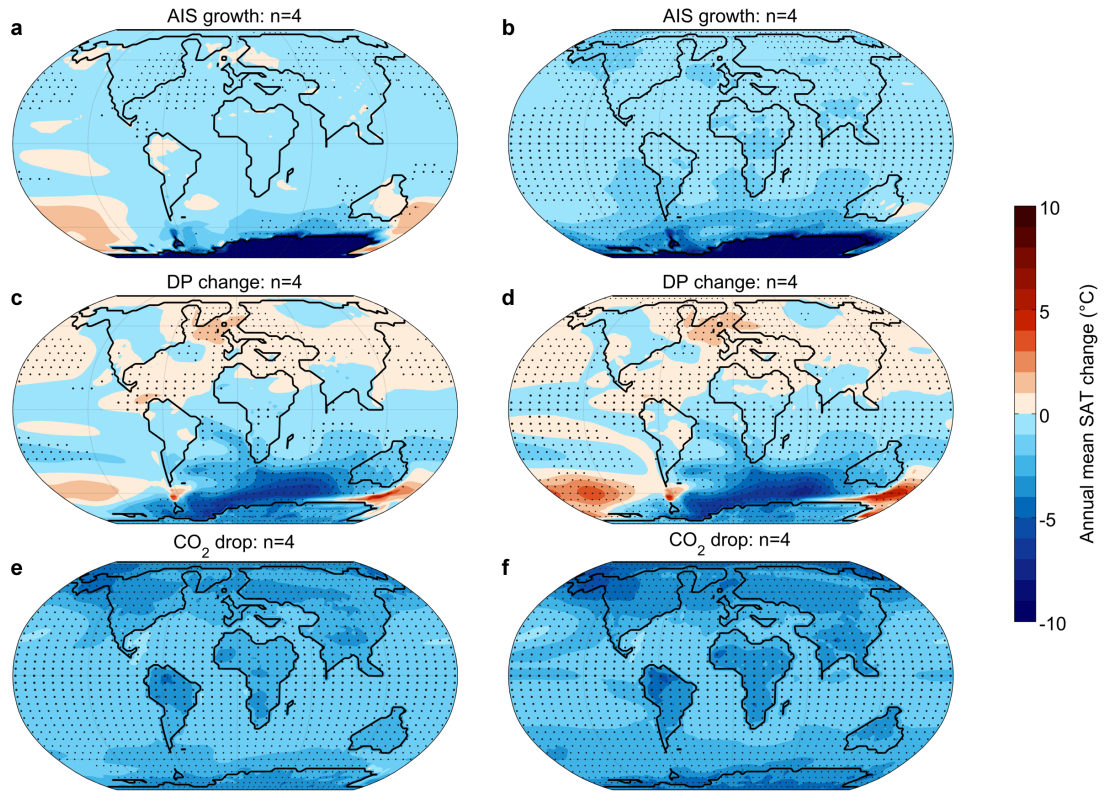 a AIS growth: n=4
b AIS growth: n=4
c DP change: n=4
d DP change: n=4
e CO2 drop: n=4
f CO2 drop: n=4
10
5
0
-5
-10
Annual mean SAT change (°C)